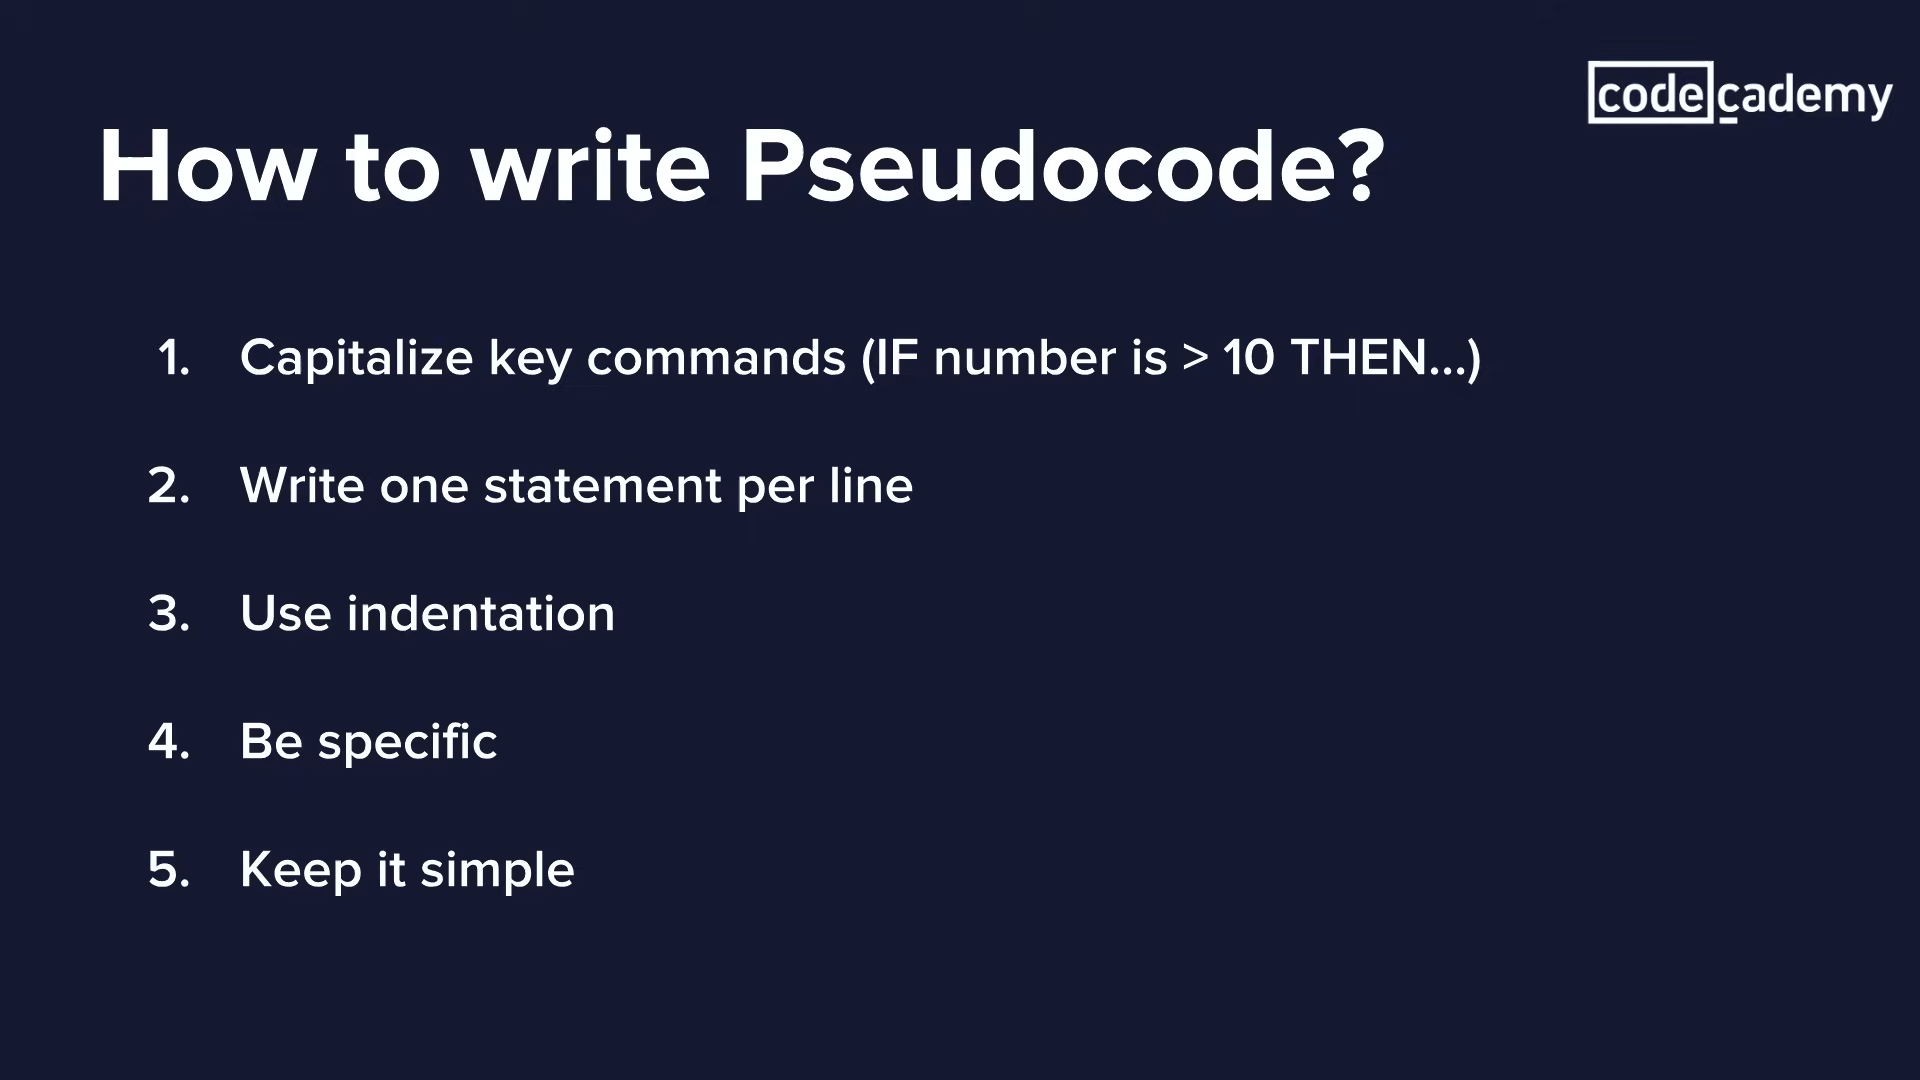 codecademy
How to write Pseudocode?
1. Capitalize key commands (IF number is > 10 THEN...)
2. Write one statement per line
3. Use indentation
4. Be specific
5. Keep it simple